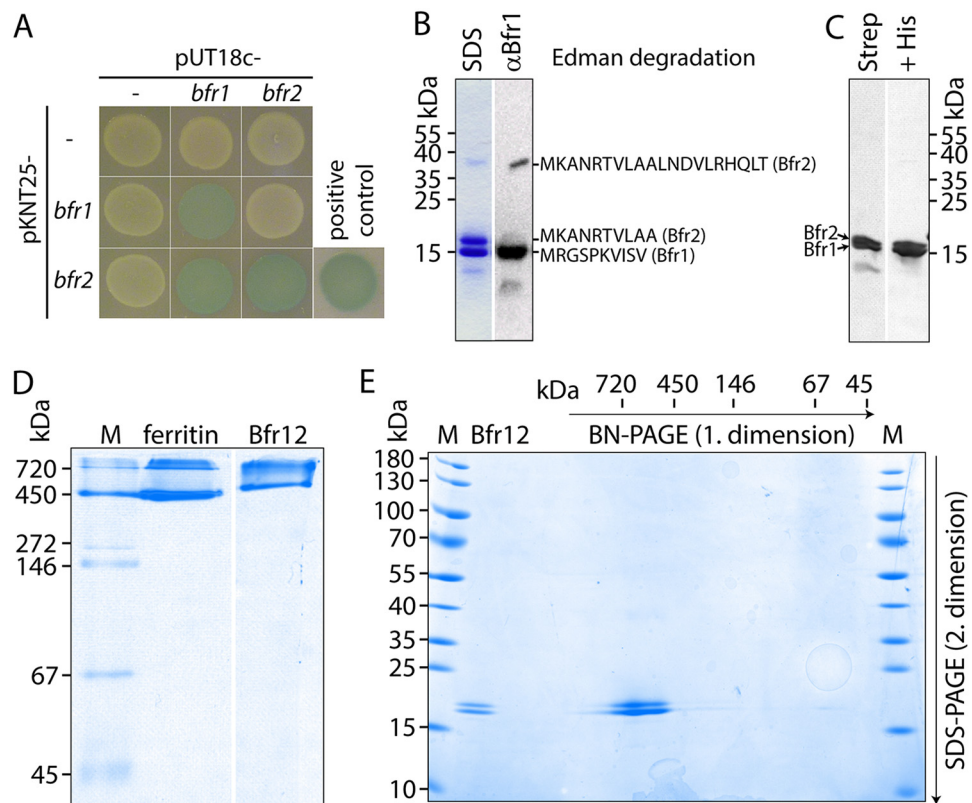 A
pUT18c-
- bfr1 bfr2
pKNT25-
-
bfr1
bfr2
positive
control
B
kDa
SDS
αBfr1
Edman degradation
55
40
35
25
15
MKANRTVLAALNDVLRHQLT (Bfr2)
MKANRTVLAA (Bfr2)
MRGSPKVISV (Bfr1)
C
Strep
+ His
kDa
55
40
35
25
15
Bfr2
Bfr1
D
kDa
M ferritin Bfr12
720
450
272
146
67
45
E
kDa 720 450 146 67 45
BN-PAGE (1. dimension)
kDa
M Bfr12 M
180
130
100
70
55
40
35
25
15
10
SDS-PAGE (2. dimension)